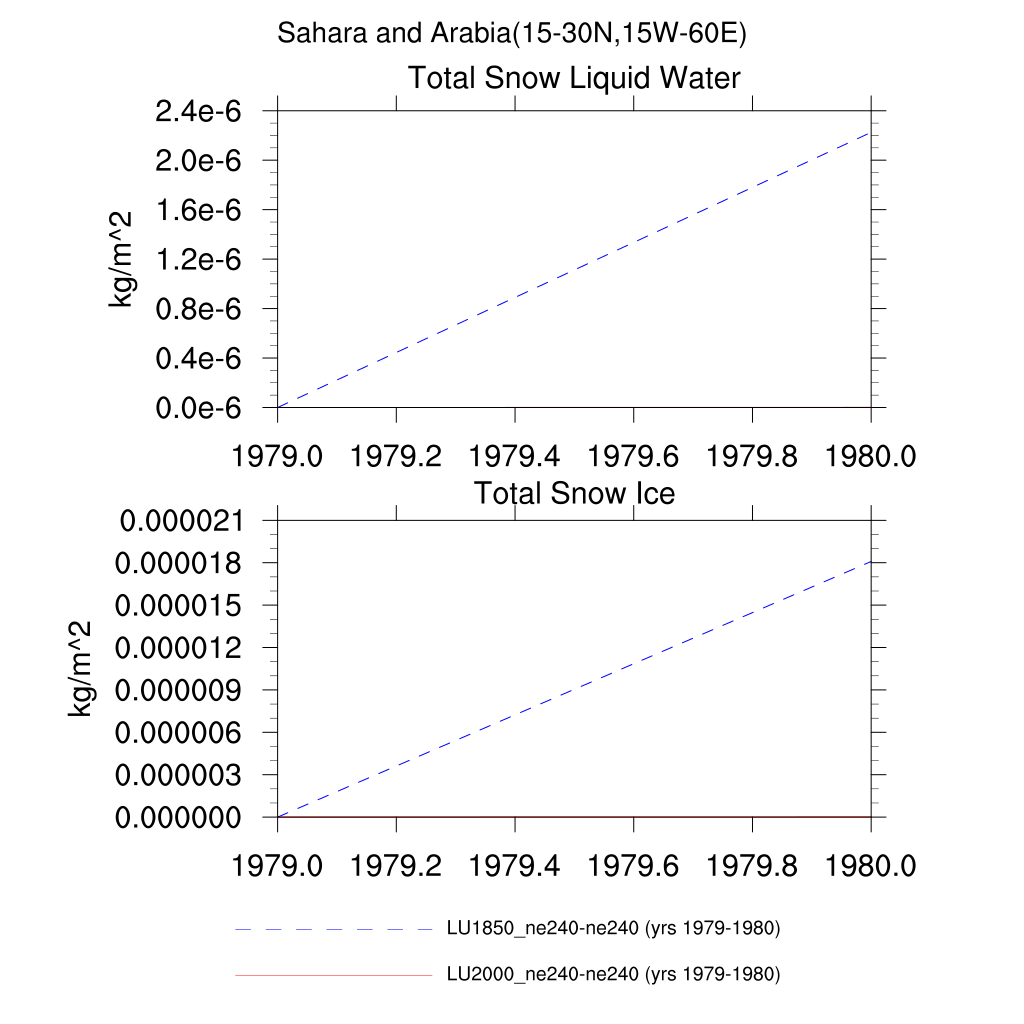 Sahara and Arabia(15-30N,15W-60E)
Total Snow Liquid Water
2.4e-6
2.0e-6
1.6e-6
1.2e-6
0.8e-6
0.4e-6
0.0e-6
kg/m^2
1979.0 1979.2 1979.4 1979.6 1979.8 1980.0
Total Snow Ice
0.000021
0.000018
0.000015
0.000012
0.000009
0.000006
0.000003
0.000000
kg/m^2
1979.0 1979.2 1979.4 1979.6 1979.8 1980.0
LU1850_ne240-ne240 (yrs 1979-1980)
LU2000_ne240-ne240 (yrs 1979-1980)